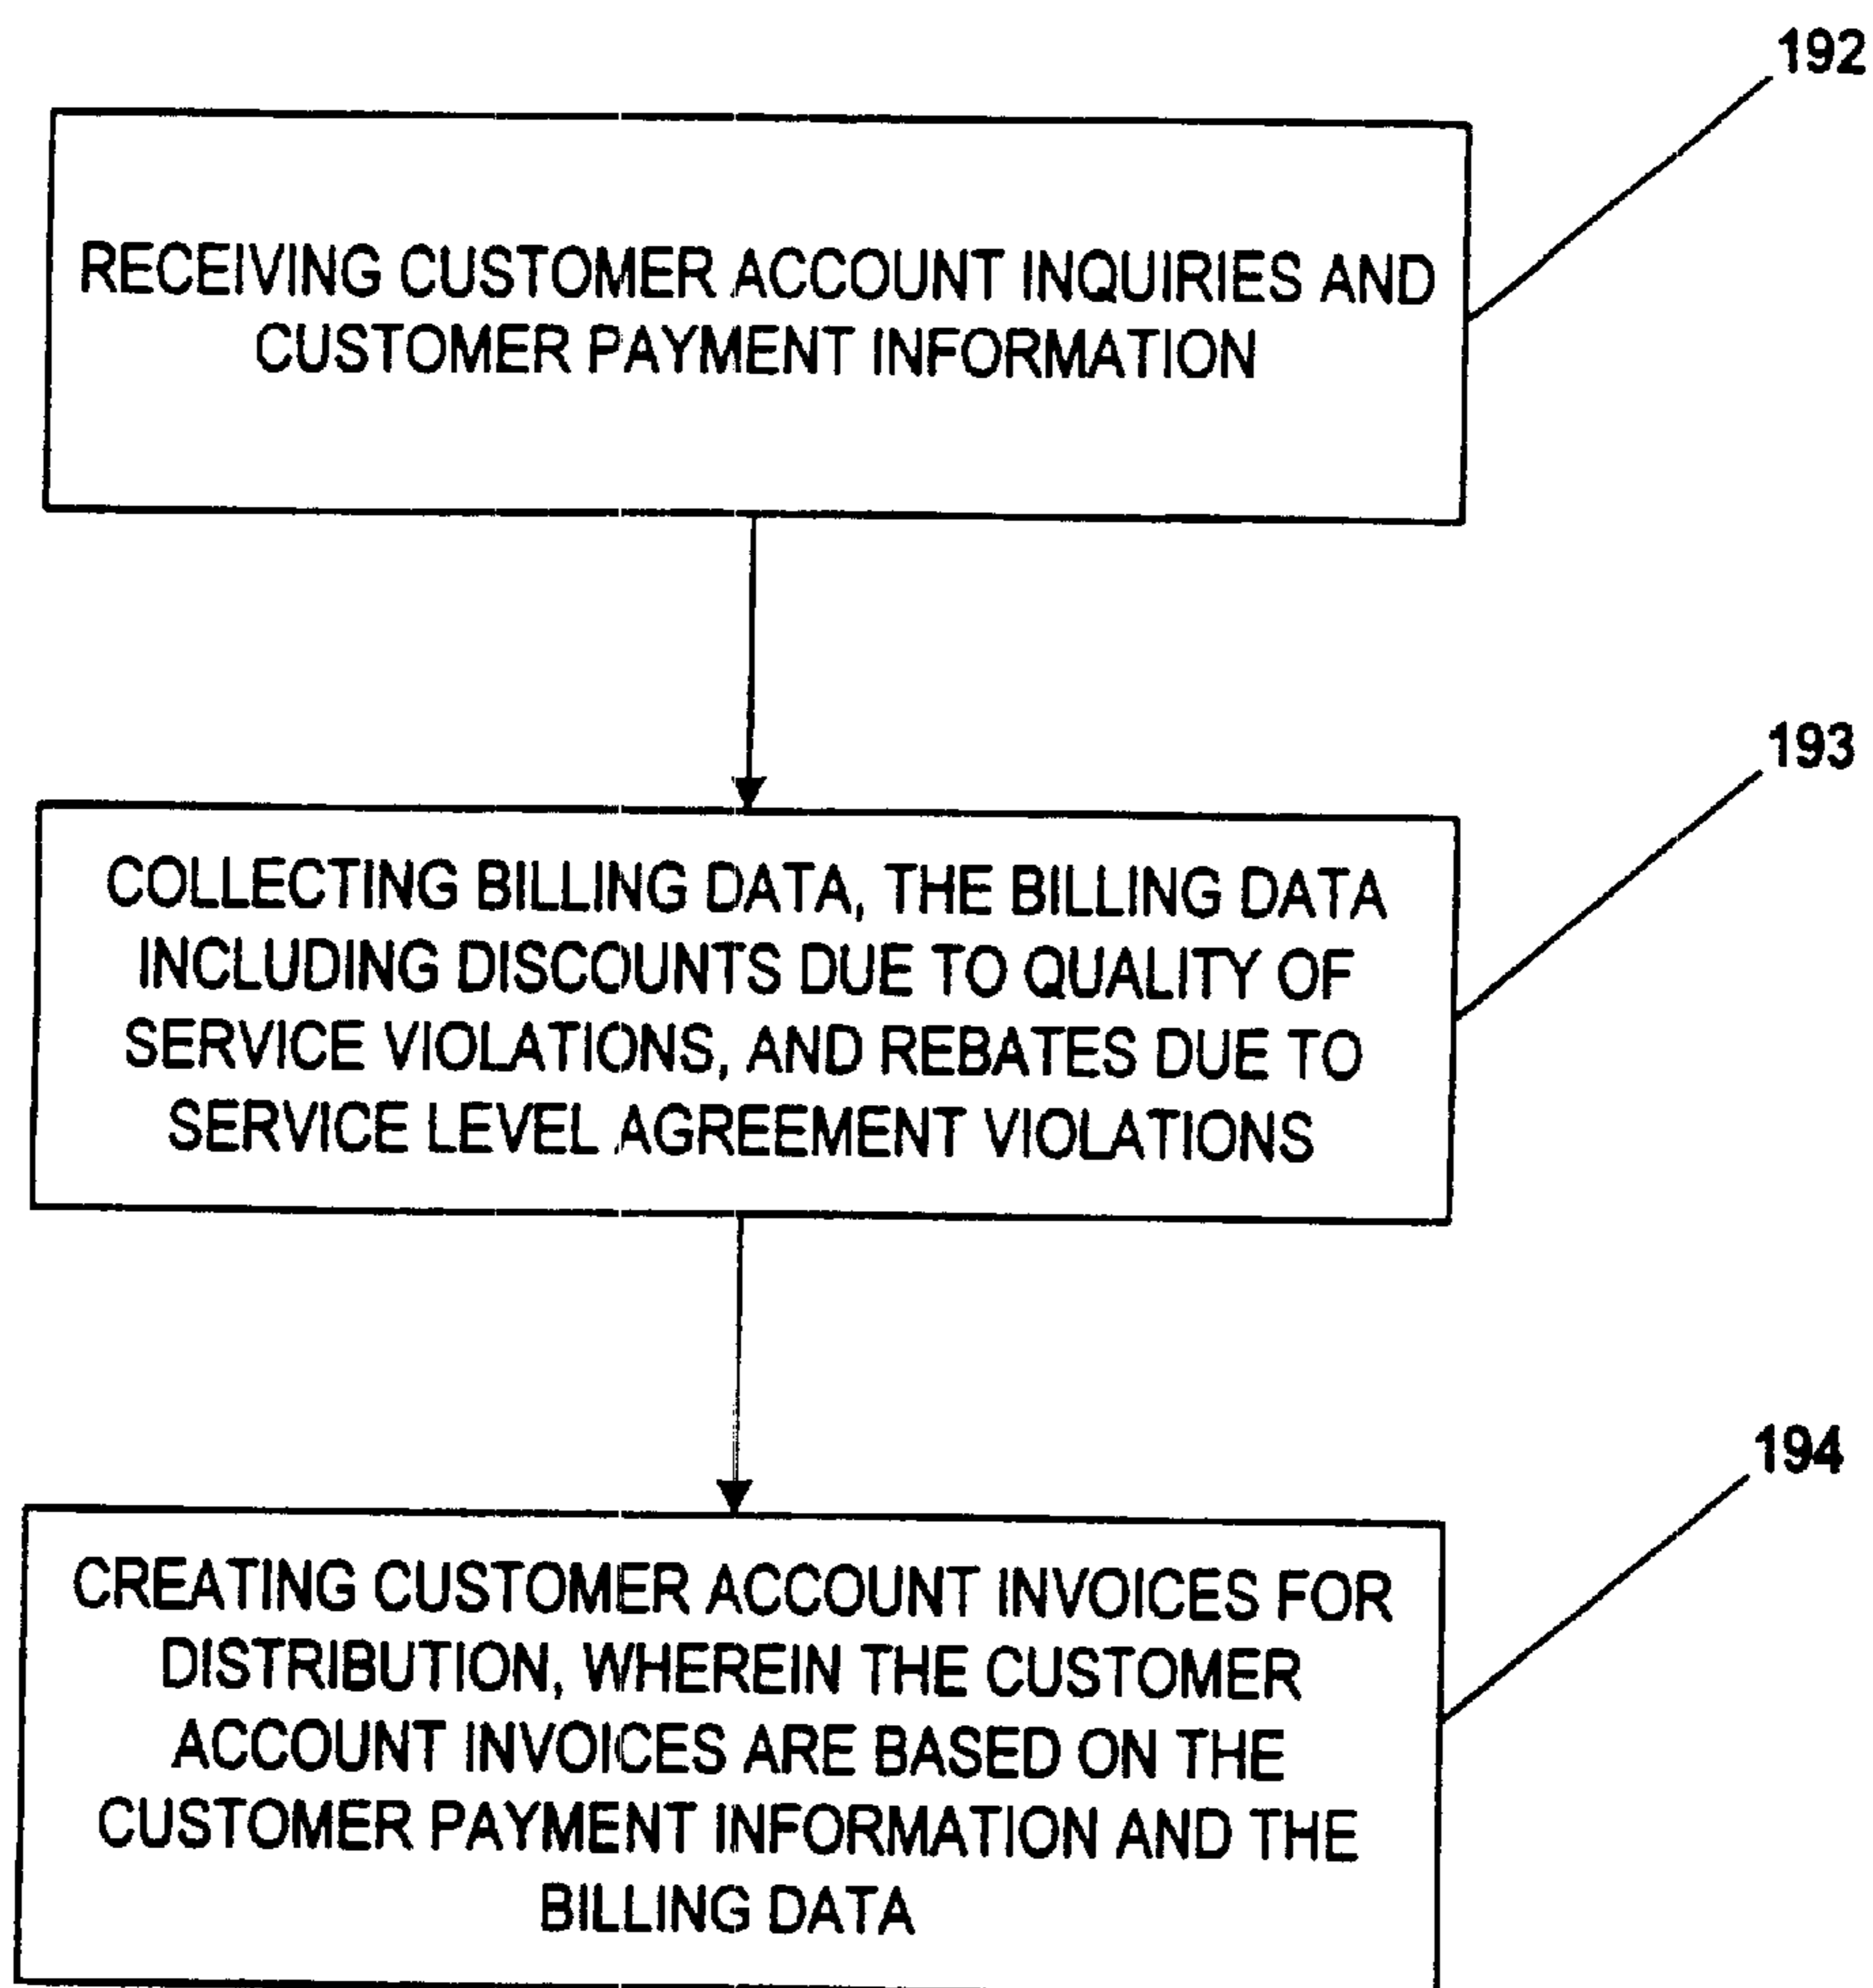 192
RECEIVING CUSTOMER ACCOUNT INQUIRIES AND
CUSTOMER PAYMENT INFORMATION
193
COLLECTING BILLING DATA, THE BILLING DATA
INCLUDING DISCOUNTS DUE TO QUALITY OF
SERVICE VIOLATIONS, AND REBATES DUE TO
SERVICE LEVEL AGREEMENT VIOLATIONS
194
CREATING CUSTOMER ACCOUNT INVOICES FOR
DISTRIBUTION, WHEREIN THE CUSTOMER
ACCOUNT INVOICES ARE BASED ON THE
CUSTOMER PAYMENT INFORMATION AND THE
BILLING DATA